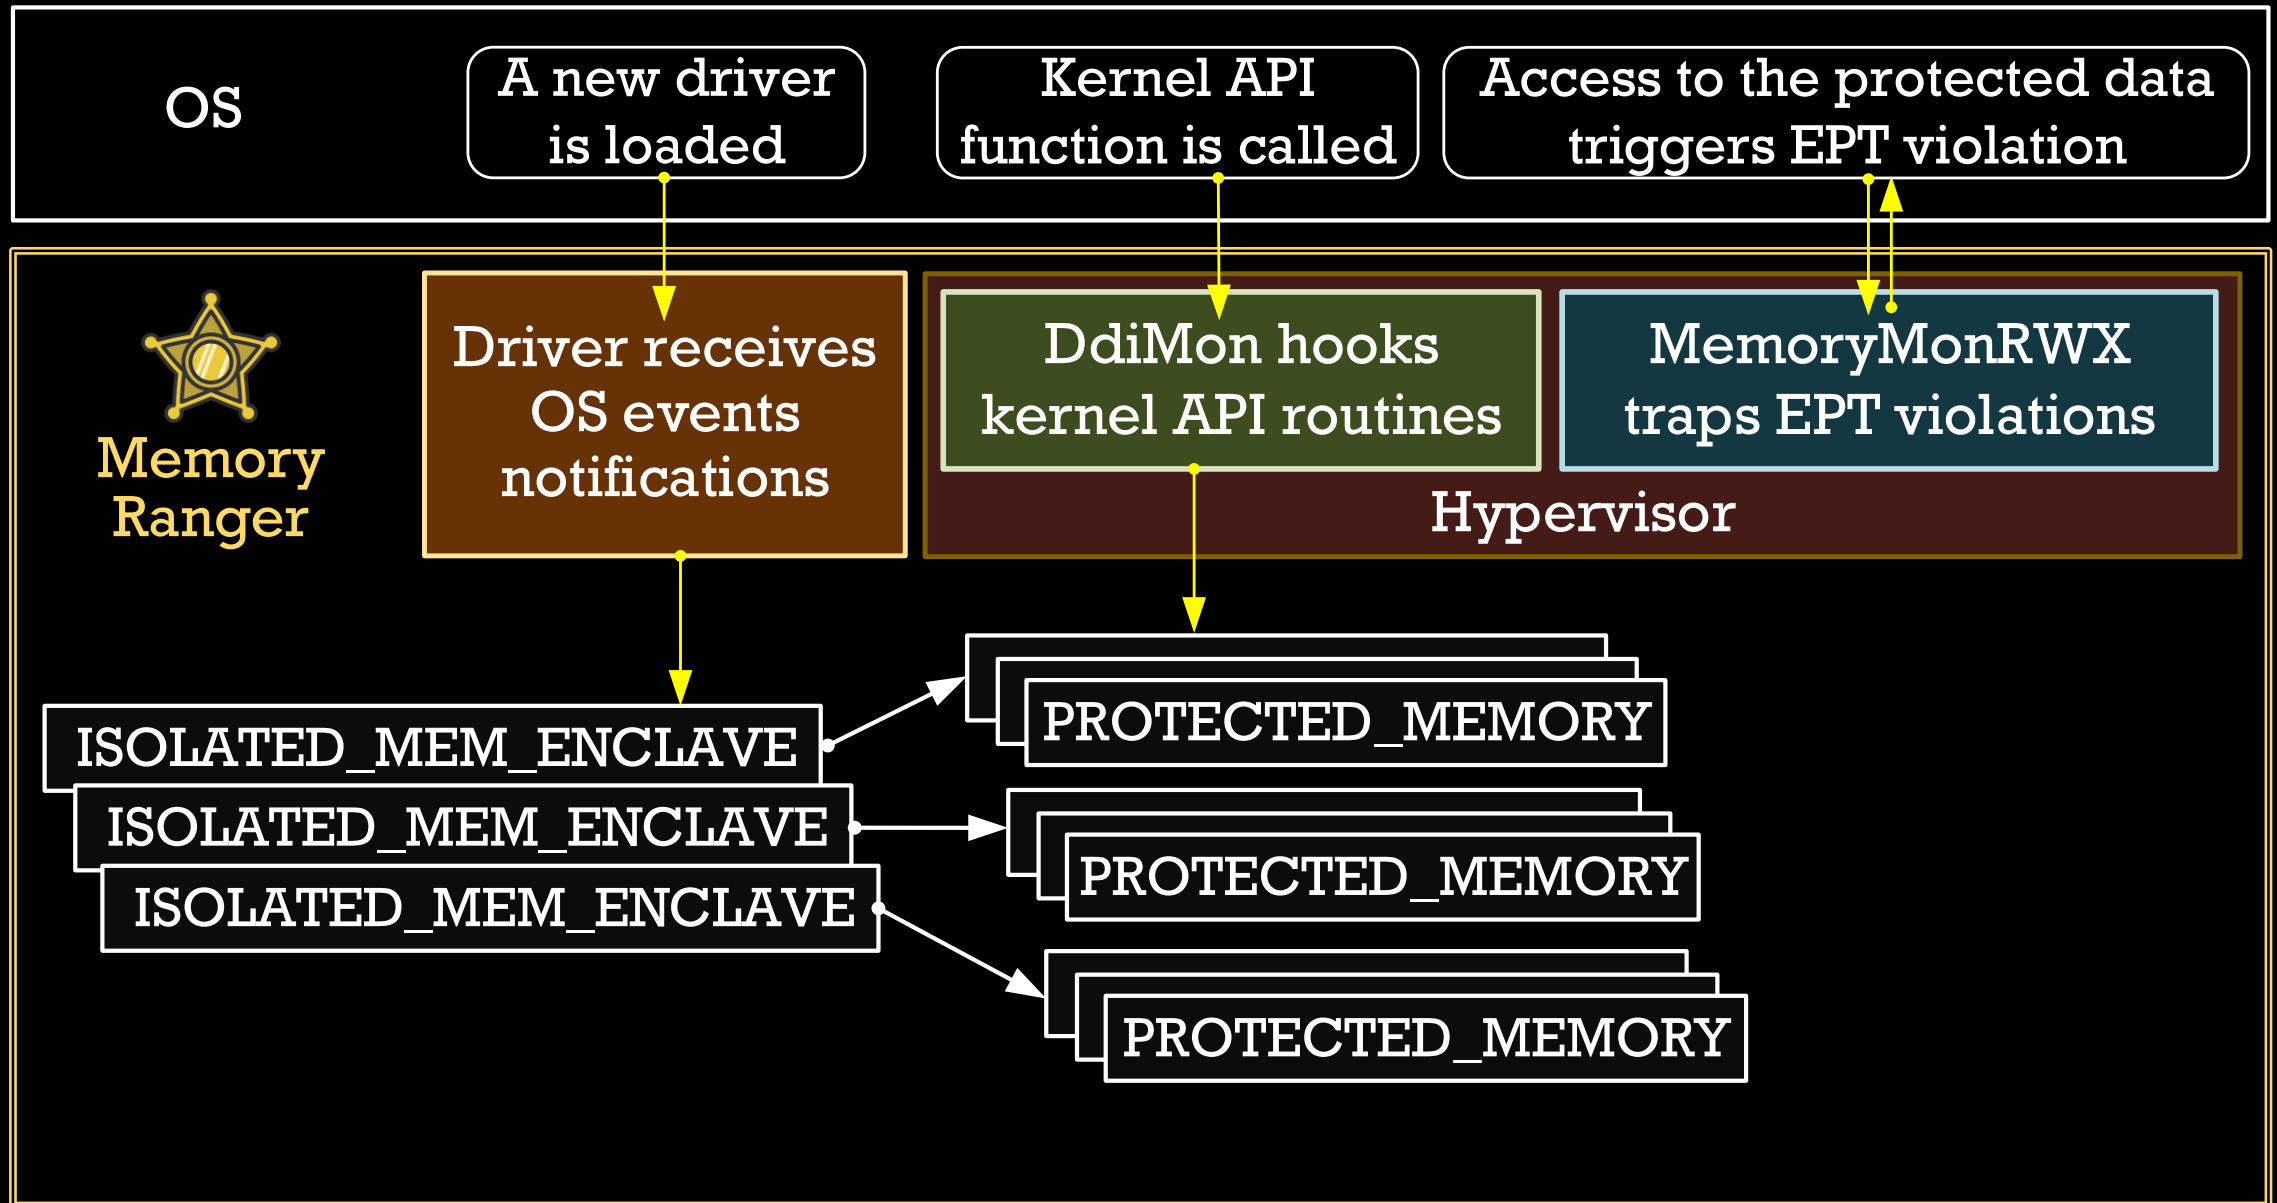 OS
A new driver
is loaded
Kernel API
function is called
Access to the protected data
triggers EPT violation
Memory
Ranger
Driver receives
OS events
notifications
DdiMon hooks
kernel API routines
MemoryMonRWX
traps EPT violations
Hypervisor
ISOLATED_MEM_ENCLAVE
ISOLATED_MEM_ENCLAVE
ISOLATED_MEM_ENCLAVE
PROTECTED_MEMORY
PROTECTED_MEMORY
PROTECTED_MEMORY